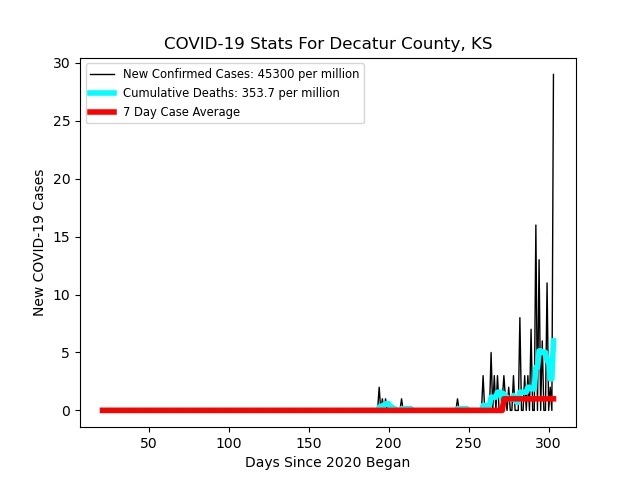 COVID-19 Stats For Decatur County, KS
New Confirmed Cases: 45300 per million
Cumulative Deaths: 353.7 per million
7 Day Case Average
New COVID-19 Cases
30
25
20
15
10
5
0
50 100 150 200 250 300
Days Since 2020 Began